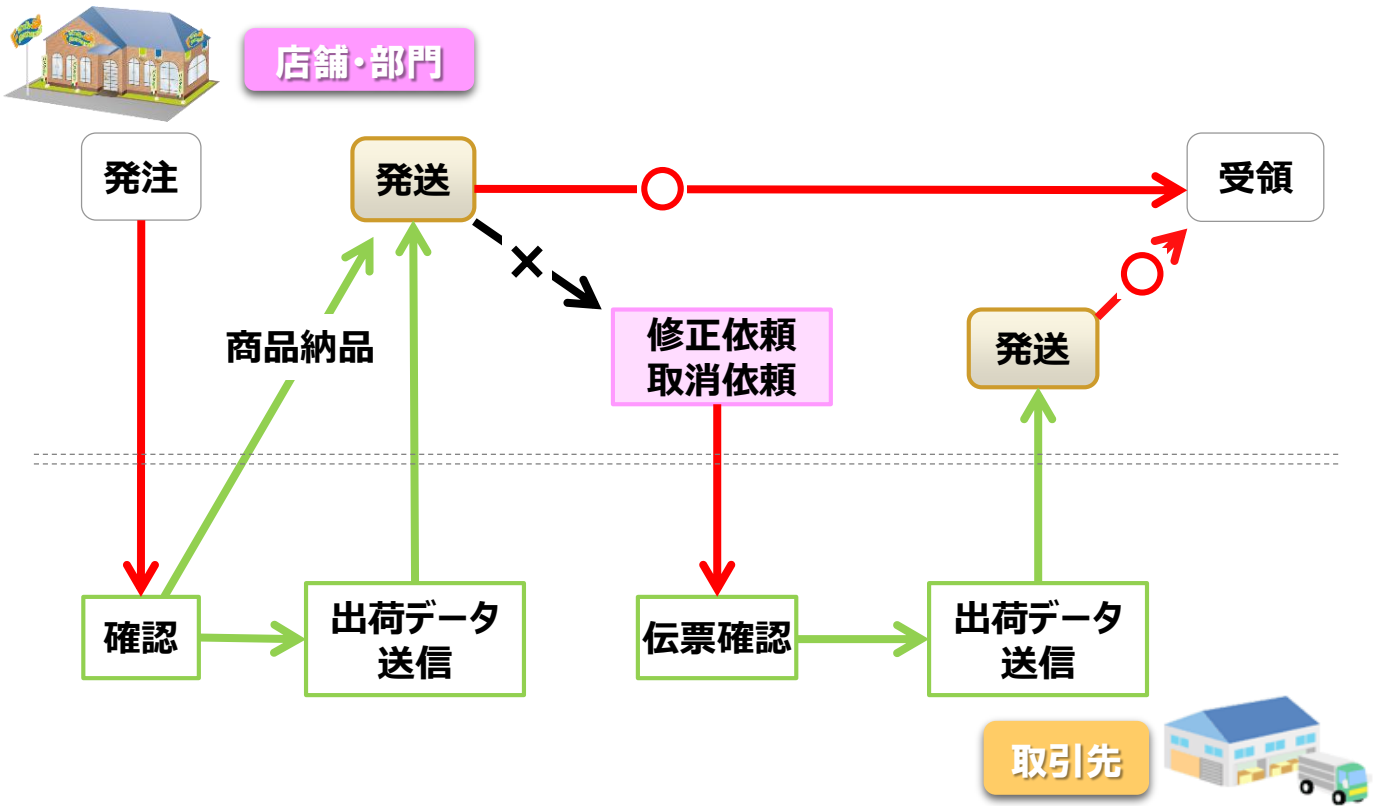 店舗・部門
発注
発送
受領
商品納品
修正依頼
取消依頼
発送
確認
出荷データ
送信
伝票確認
出荷データ
送信
取引先